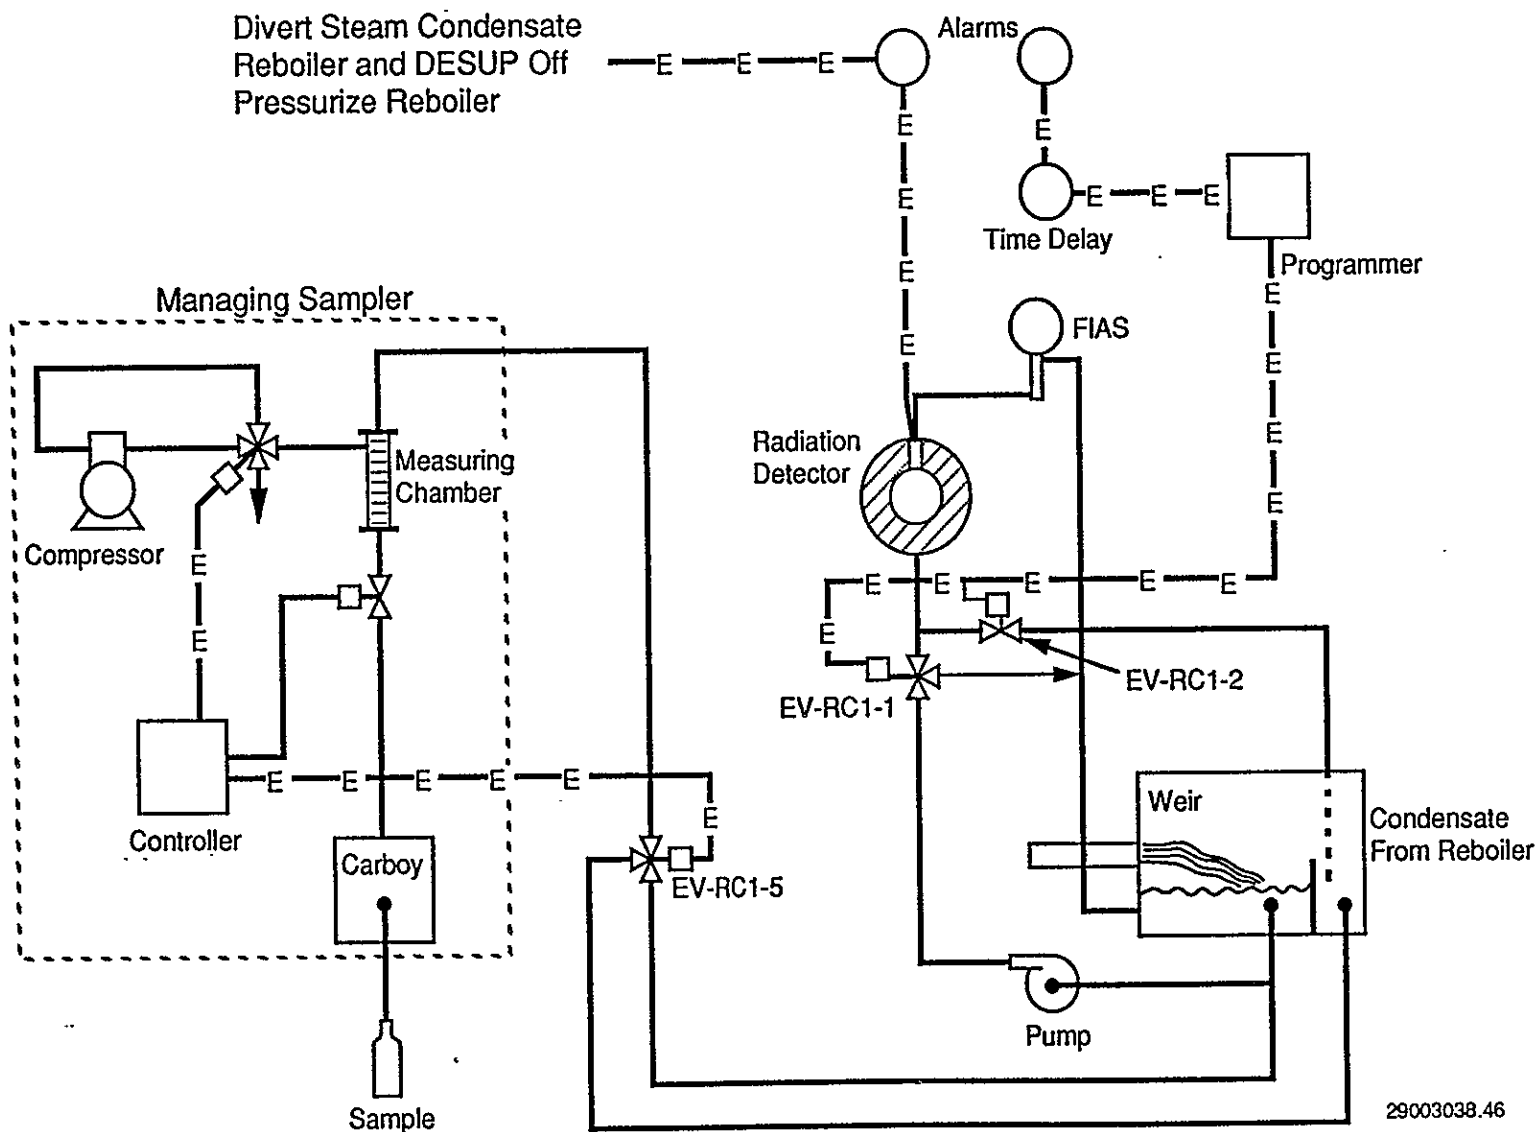 Divert Steam Condensate
Reboiler and DESUP Off
Pressurize Reboiler
E E E
Alarms
E
E
E
E
E
E E E
Time Delay
Programmer
E
E
E
E
Managing Sampler
FIAS
Radiation
Detector
Measuring
Chamber
Compressor
E
E
E E E E E
E
EV-RC1-2
EV-RC1-1
E E E E E
E
Controller
Weir
Condensate
From Reboiler
Carboy
EV-RC1-5
Pump
Sample
29003038.46